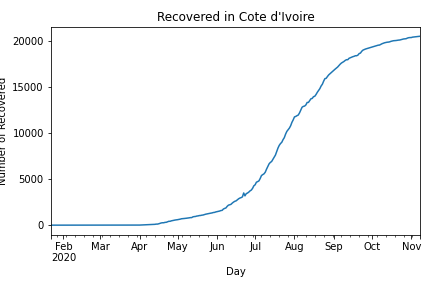 Recovered in Cote d'Ivoire
Number of Recovered
20000
15000
10000
5000
0
Feb Mar Apr May Jun Jul Aug Sep Oct Nov
2020
Day